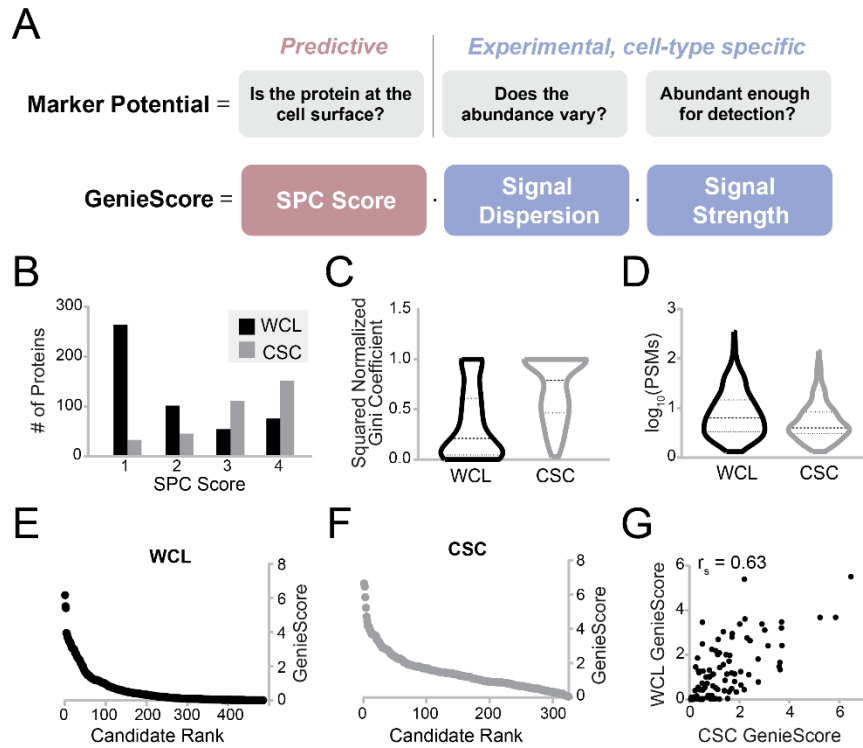 A
Predictive
Experimental, cell-type specific
Marker Potential =
Is the protein at the
cell surface?
Does the
abundance vary?
Abundant enough
for detection?
GenieScore =
SPC Score
·
Signal
Dispersion
·
Signal
Strength
B
# of Proteins
300
200
100
0
WCL
CSC
1 2 3 4
SPC Score
C
Squared Normalized
Gini Coefficient
1.5
1.0
0.5
0.0
WCL CSC
D
log10(PSMs)
3
2
1
0
WCL CSC
E
WCL
8
6
4
2
0
GenieScore
0 100 200 300 400
Candidate Rank
F
CSC
8
6
4
2
0
GenieScore
0 100 200 300
Candidate Rank
G
rs = 0.63
WCL GenieScore
6
4
2
0
0 2 4 6
CSC GenieScore